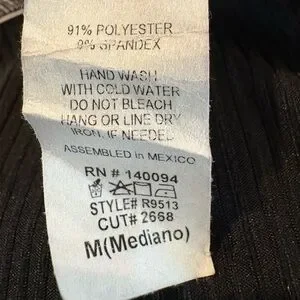 91% POLYESTER
9% SPANDEX
HAND WASH
WITH COLD WATER
DO NOT BLEACH
HANG OR LINE DRY
IRON, IF NEEDED
ASSEMBLED IN MEXICO
RN # 140094
STYLE# R9513
CUT# 2668
M(Mediano)